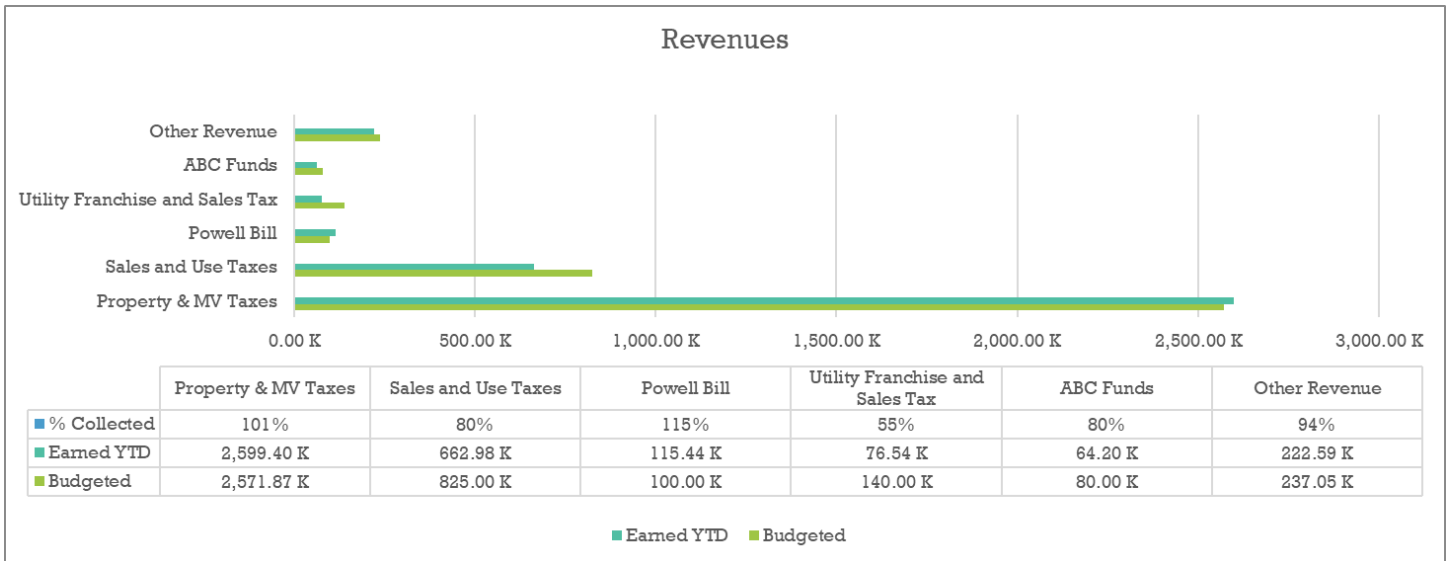 Revenues
Other Revenue
ABC Funds
Utility Franchise and Sales Tax
Powell Bill
Sales and Use Taxes
Property & MV Taxes
0.00 K 500.00 K 1,000.00 K 1,500.00 K 2,000.00 K 2,500.00 K 3,000.00 K
Property & MV Taxes Sales and Use Taxes Powell Bill Utility Franchise and Sales Tax ABC Funds Other Revenue
% Collected 101% 80% 115% 55% 80% 94%
Earned YTD 2,599.40 K 662.98 K 115.44 K 76.54 K 64.20 K 222.59 K
Budgeted 2,571.87 K 825.00 K 100.00 K 140.00 K 80.00 K 237.05 K
Earned YTD Budgeted